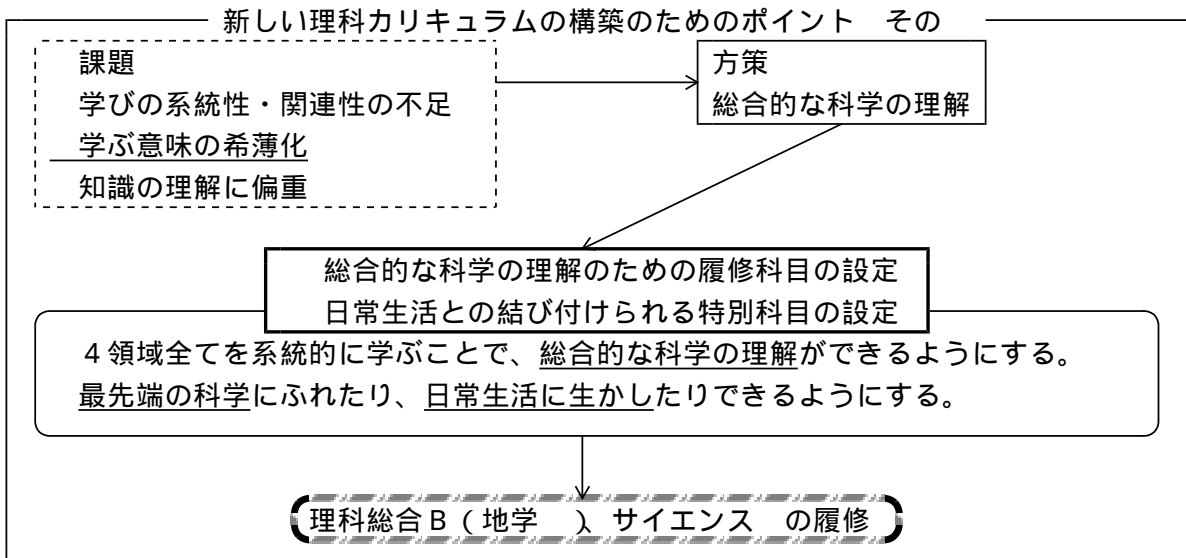 新しい理科カリキュラムの構築のためのポイント　その
課題
学びの系統性・関連性の不足
学ぶ意味の希薄化
知識の理解に偏重
方策
総合的な科学の理解
総合的な科学の理解のための履修科目の設定
日常生活との結び付けられる特別科目の設定
４領域全てを系統的に学ぶことで、総合的な科学の理解ができるようにする。
最先端の科学にふれたり、日常生活に生かしたりできるようにする。
理科総合Ｂ（地学　）、サイエンス　の履修